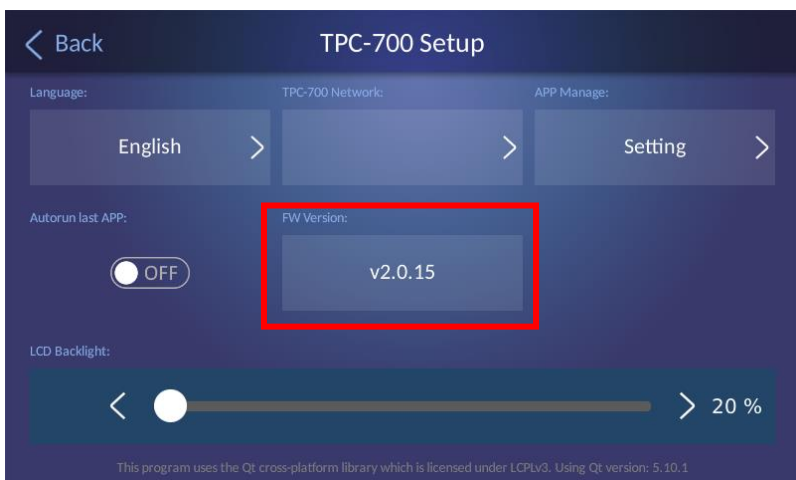 Back
TPC-700 Setup
Language:
TPC-700 Network:
APP Manage:
English
Setting
Autorun last APP:
FW Version:
OFF
v2.0.15
LCD Backlight:
20 %
This program uses the Qt cross-platform library which is licensed under LCPLv3. Using Qt version: 5.10.1